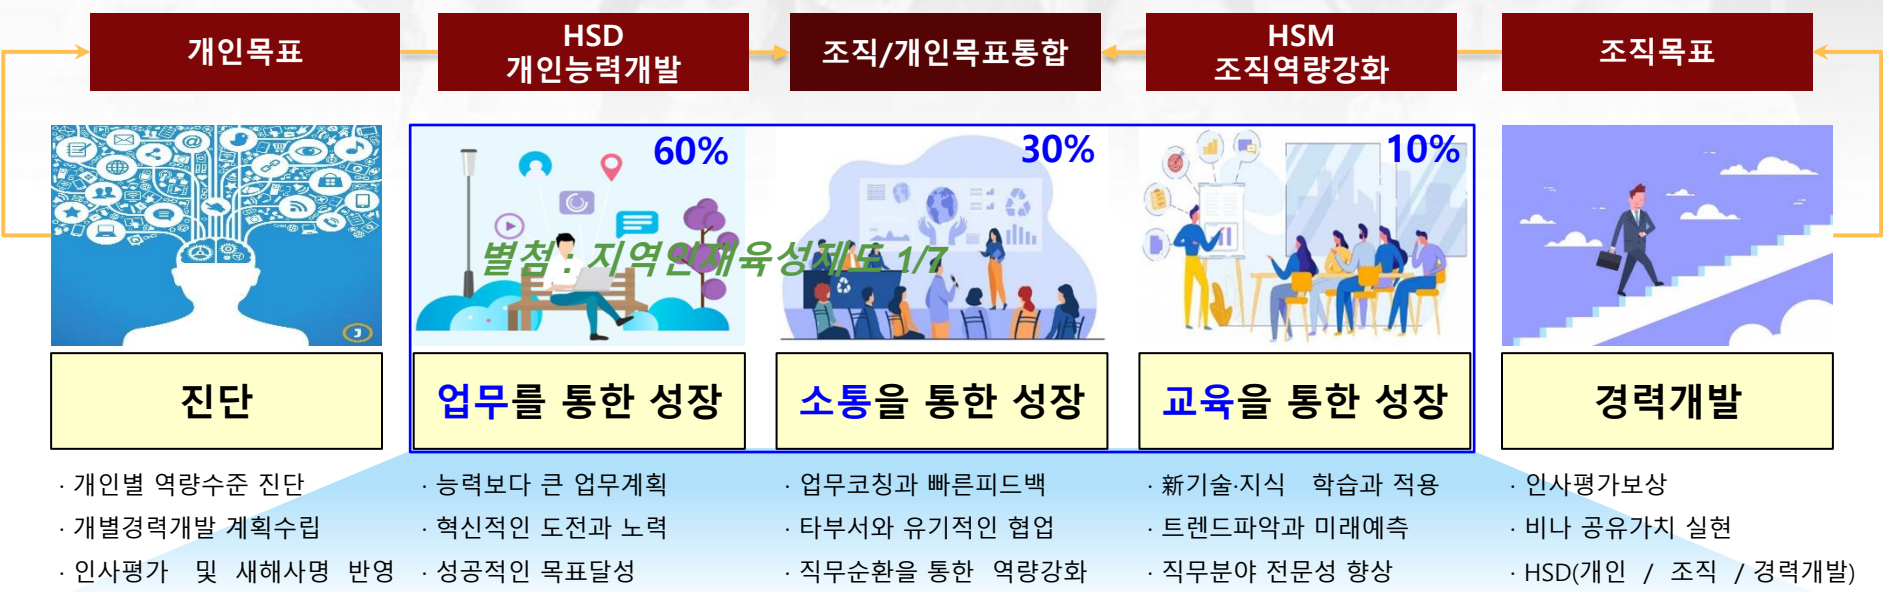 개인목표
HSD
개인능력개발
조직/개인목표통합
HSM
조직역량강화
조직목표
60%
30%
10%
별첨 : 지역인재육성제도 1/7
진단
업무를 통한 성장
소통을 통한 성장
교육을 통한 성장
경력개발
· 개인별 역량수준 진단
· 개별경력개발 계획수립
· 인사평가 및 새해사명 반영
· 능력보다 큰 업무계획
· 혁신적인 도전과 노력
· 성공적인 목표달성
· 업무코칭과 빠른피드백
· 타부서와 유기적인 협업
· 직무순환을 통한 역량강화
· 新기술·지식 학습과 적용
· 트렌드파악과 미래예측
· 직무분야 전문성 향상
· 인사평가보상
· 비나 공유가치 실현
· HSD(개인 / 조직 / 경력개발)
J